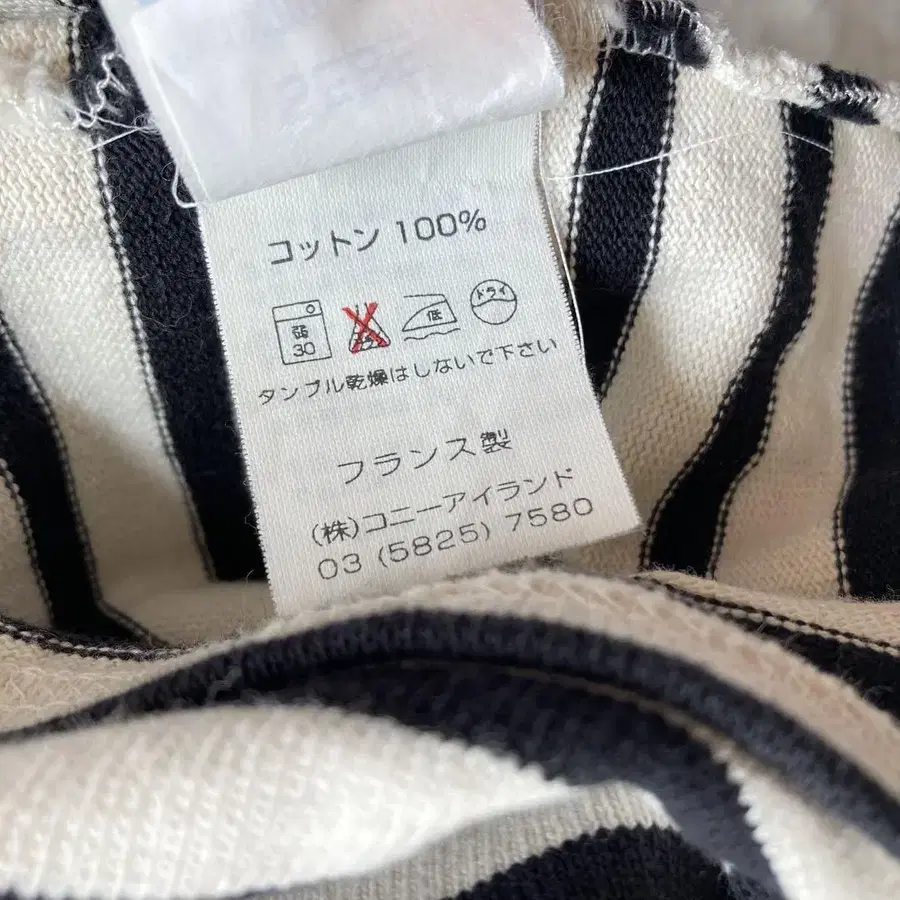 コットン 100%
弱 30 低 ドライ
タンブル乾燥はしないで下さい
フランス製
(株)コニーアイランド
03 (5825) 7580